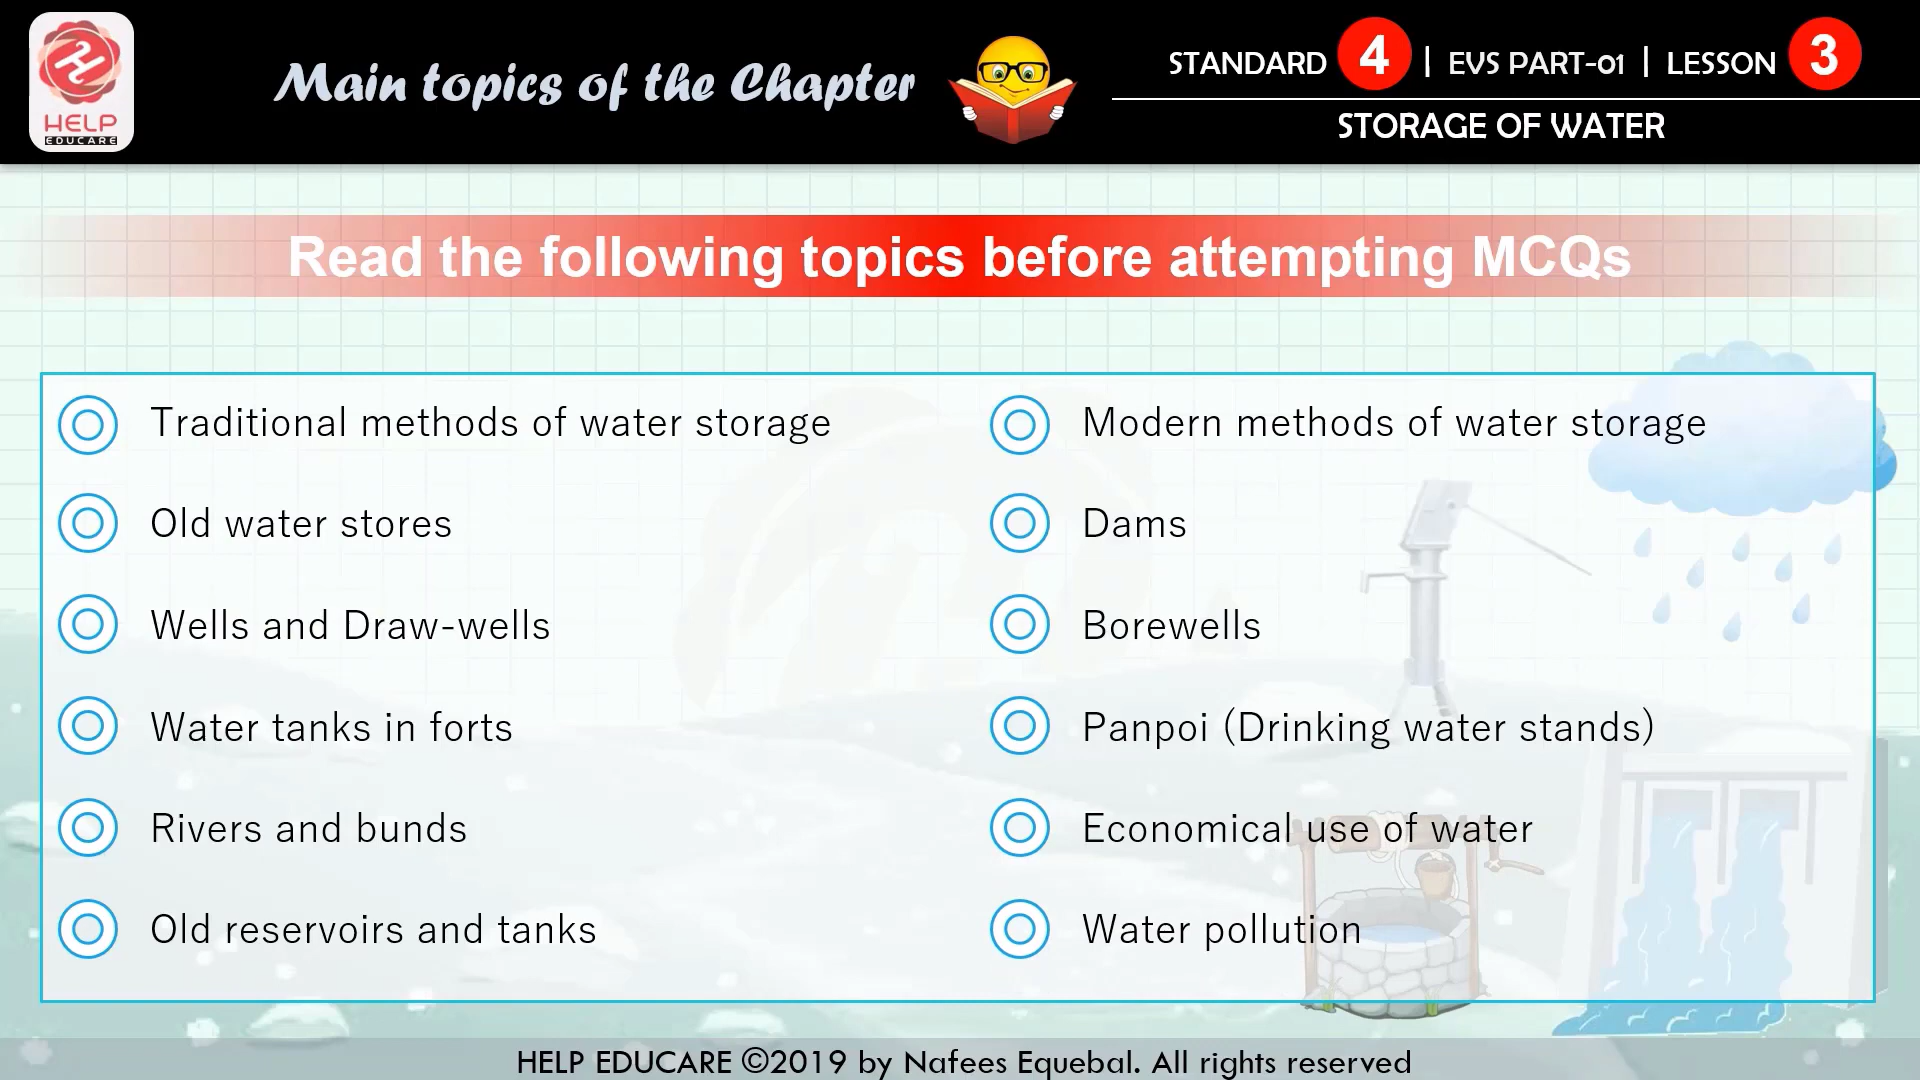 HELP
EDUCARE
Main topics of the Chapter
STANDARD 4 | EVS PART-01 | LESSON 3
STORAGE OF WATER
Read the following topics before attempting MCQs
Traditional methods of water storage
Old water stores
Wells and Draw-wells
Water tanks in forts
Rivers and bunds
Old reservoirs and tanks
Modern methods of water storage
Dams
Borewells
Panpoi (Drinking water stands)
Economical use of water
Water pollution
HELP EDUCARE ©2019 by Nafees Equebal. All rights reserved